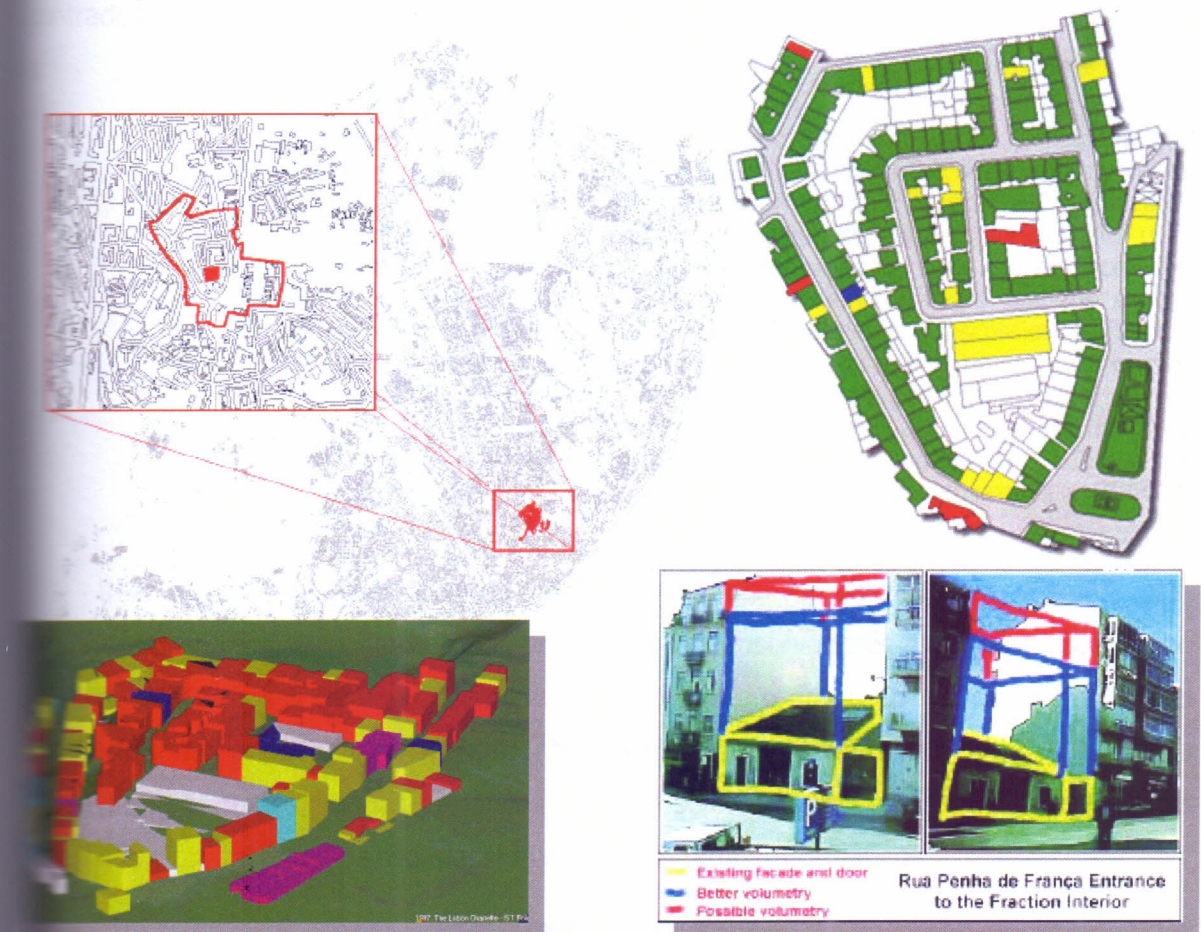 P
Existing facade and door
Better volumetry
Possible volumetry
Rua Penha de França Entrance
to the Fraction Interior